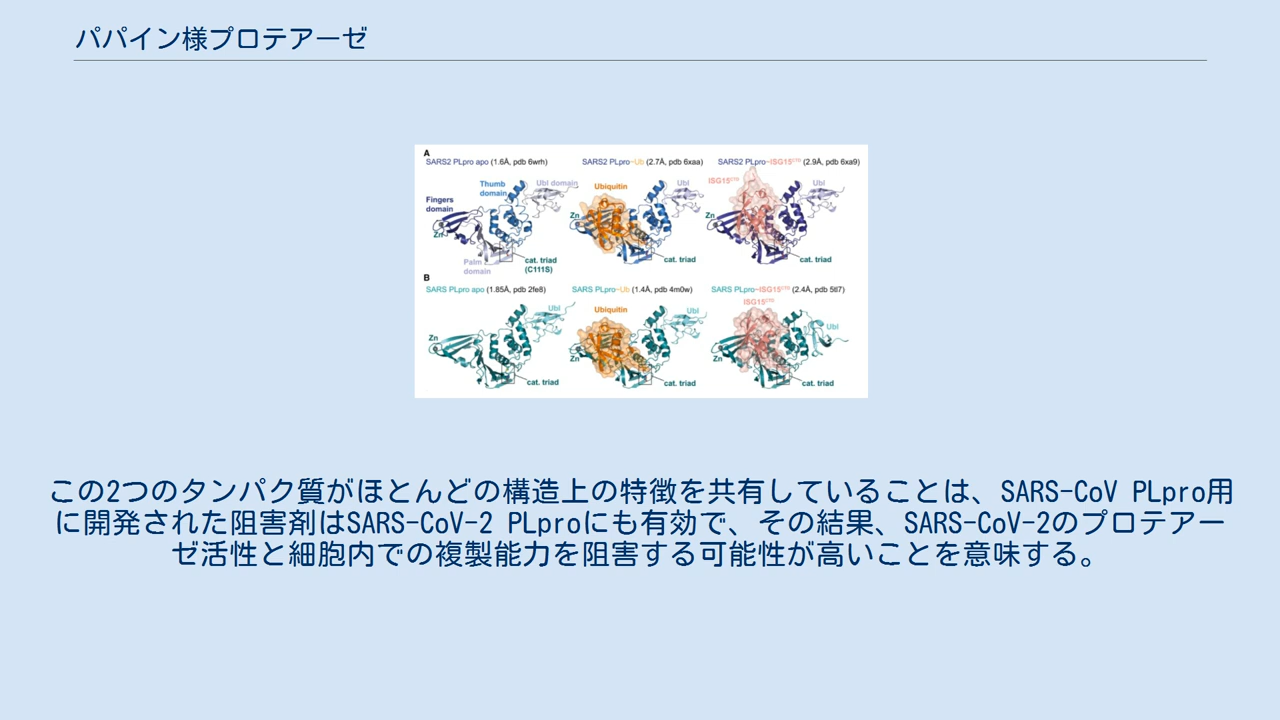 パパイン様プロテアーゼ
A
SARS2 PLpro apo (1.6Å, pdb 6wrh)
SARS2 PLpro~Ub (2.7Å, pdb 6xaa)
SARS2 PLpro~ISG15CTD (2.9Å, pdb 6xa9)
Thumb
domain
Ubl domain
Fingers
domain
Zn
Palm
domain
cat. triad
(C111S)
Ubiquitin
Ubl
Zn
cat. triad
ISG15CTD
Ubl
Zn
cat. triad
B
SARS PLpro apo (1.85Å, pdb 2fe8)
SARS PLpro~Ub (1.4Å, pdb 4m0w)
SARS PLpro~ISG15CTD (2.4Å, pdb 5tl7)
Ubl
Zn
cat. triad
Ubiquitin
Ubl
Zn
cat. triad
ISG15CTD
Ubl
Zn
cat. triad
この2つのタンパク質がほとんどの構造上の特徴を共有していることは、SARS-CoV PLpro用
に開発された阻害剤はSARS-CoV-2 PLproにも有効で、その結果、SARS-CoV-2のプロテアー
ゼ活性と細胞内での複製能力を阻害する可能性が高いことを意味する。